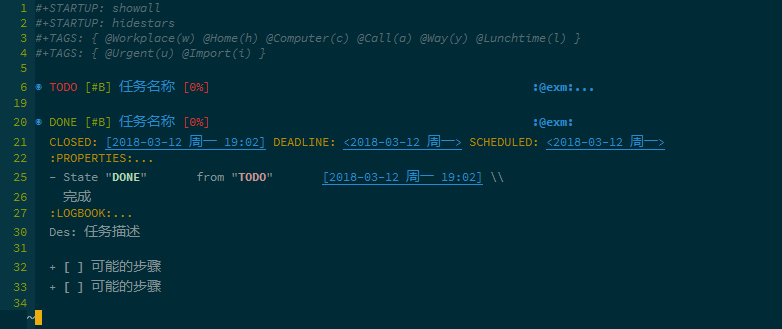 1 #+STARTUP: showall
2 #+STARTUP: hidestars
3 #+TAGS: { @Workplace(w) @Home(h) @Computer(c) @Call(a) @Way(y) @Lunchtime(l) }
4 #+TAGS: { @Urgent(u) @Import(i) }
5
6 ◉ TODO [#B] 任务名称 [0%] :@exm:...
19
20 ◉ DONE [#B] 任务名称 [0%] :@exm:
21 CLOSED: [2018-03-12 周一 19:02] DEADLINE: <2018-03-12 周一> SCHEDULED: <2018-03-12 周一>
22 :PROPERTIES:...
25 - State "DONE" from "TODO" [2018-03-12 周一 19:02] \\
26 完成
27 :LOGBOOK:...
30 Des: 任务描述
31
32 + [ ] 可能的步骤
33 + [ ] 可能的步骤
34
~